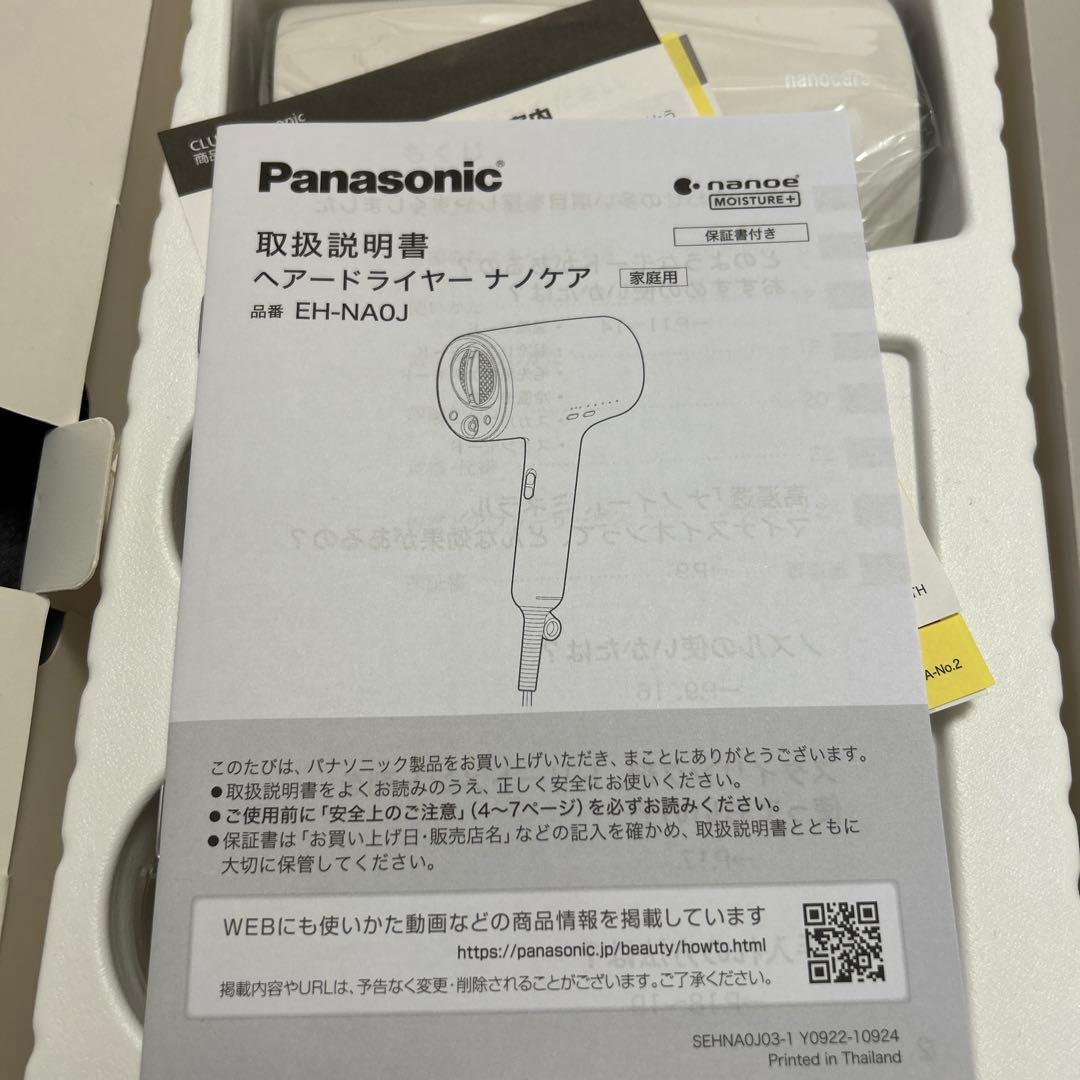 nanocare
CLU
nic
商品
Panasonic
nanoe
MOISTURE+
保証書付き
取扱説明書
ヘアードライヤー ナノケア 家庭用
品番 EH-NA0J
TH
A-No.2
このたびは、パナソニック製品をお買い上げいただき、まことにありがとうございます。
●取扱説明書をよくお読みのうえ、正しく安全にお使いください。
●ご使用前に「安全上のご注意」(4〜7ページ)を必ずお読みください。
●保証書は「お買い上げ日・販売店名」などの記入を確かめ、取扱説明書とともに
大切に保管してください。
WEBにも使いかた動画などの商品情報を掲載しています
https://panasonic.jp/beauty/howto.html
掲載内容やURLは、予告なく変更・削除されることがございます。ご了承ください。
SEHNA0J03-1 Y0922-10924
Printed in Thailand